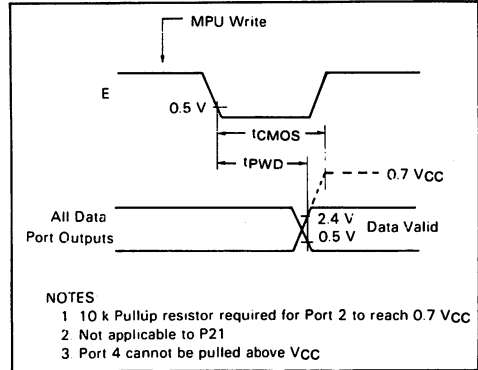 MPU Write
E
0.5 V
tCMOS
tPWD
0.7 VCC
All Data
Port Outputs
2.4 V
0.5 V
Data Valid
NOTES
1 10 k Pullup resistor required for Port 2 to reach 0.7 VCC
2. Not applicable to P21
3. Port 4 cannot be pulled above VCC